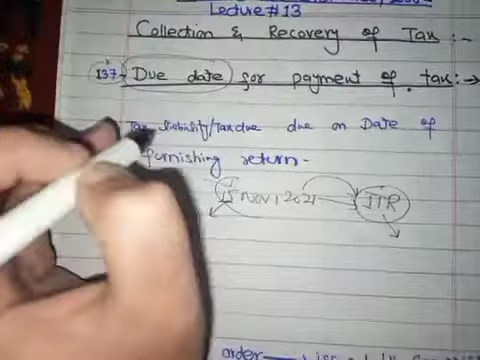 Lecture # 13
Collection & Recovery of Tax :-
137- Due date for payment of tax:→
Tax liability/Tax due due on Date of
furnishing return-
15 Nov 2021 ITR
order